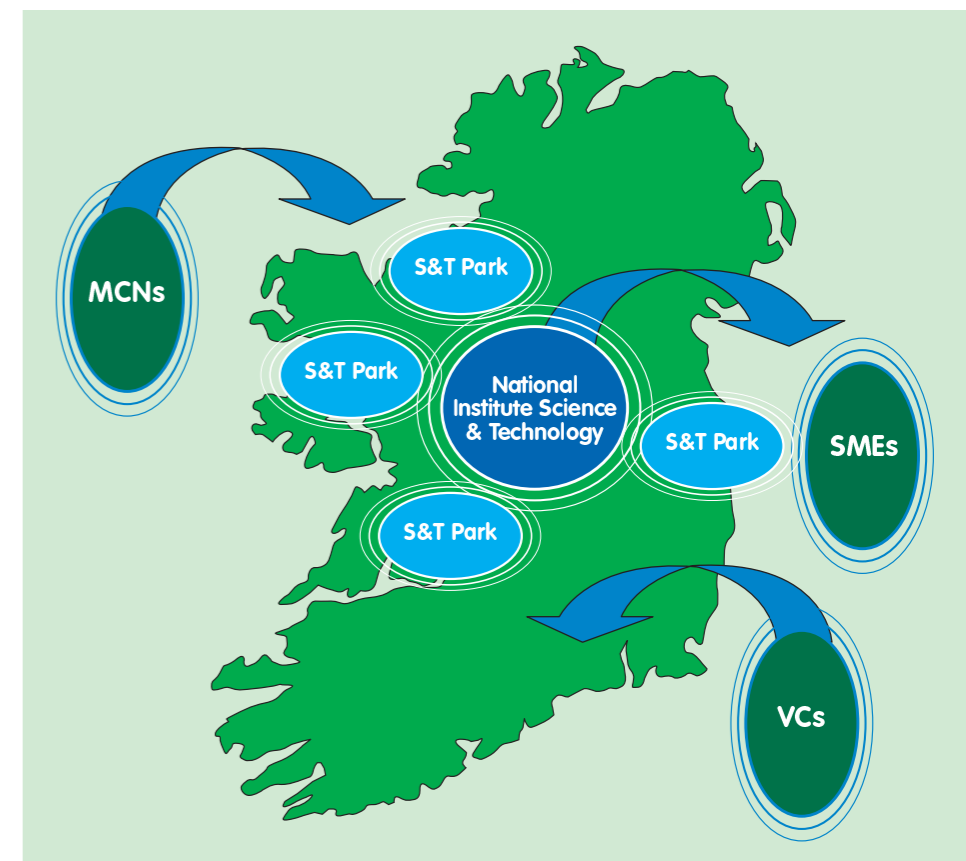 S&T Park
MCNs
S&T Park
National
Institute Science
& Technology
S&T Park
SMEs
S&T Park
VCs